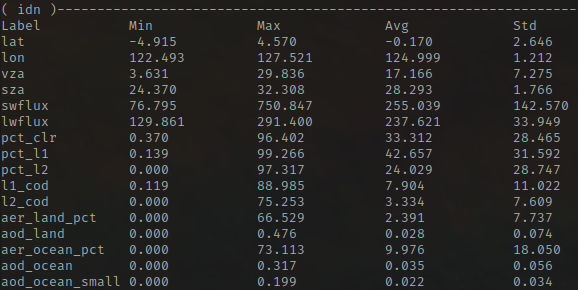 ( idn )------------------------------------------------------------------
Label Min Max Avg Std
lat -4.915 4.570 -0.170 2.646
lon 122.493 127.521 124.999 1.212
vza 3.631 29.836 17.166 7.275
sza 24.370 32.308 28.293 1.766
swflux 76.795 750.847 255.039 142.570
lwflux 129.861 291.400 237.621 33.949
pct_clr 0.370 96.402 33.312 28.465
pct_l1 0.139 99.266 42.657 31.592
pct_l2 0.000 97.317 24.029 28.747
l1_cod 0.119 88.985 7.904 11.022
l2_cod 0.000 75.253 3.334 7.609
aer_land_pct 0.000 66.529 2.391 7.737
aod_land 0.000 0.476 0.028 0.074
aer_ocean_pct 0.000 73.113 9.976 18.050
aod_ocean 0.000 0.317 0.035 0.056
aod_ocean_small 0.000 0.199 0.022 0.034